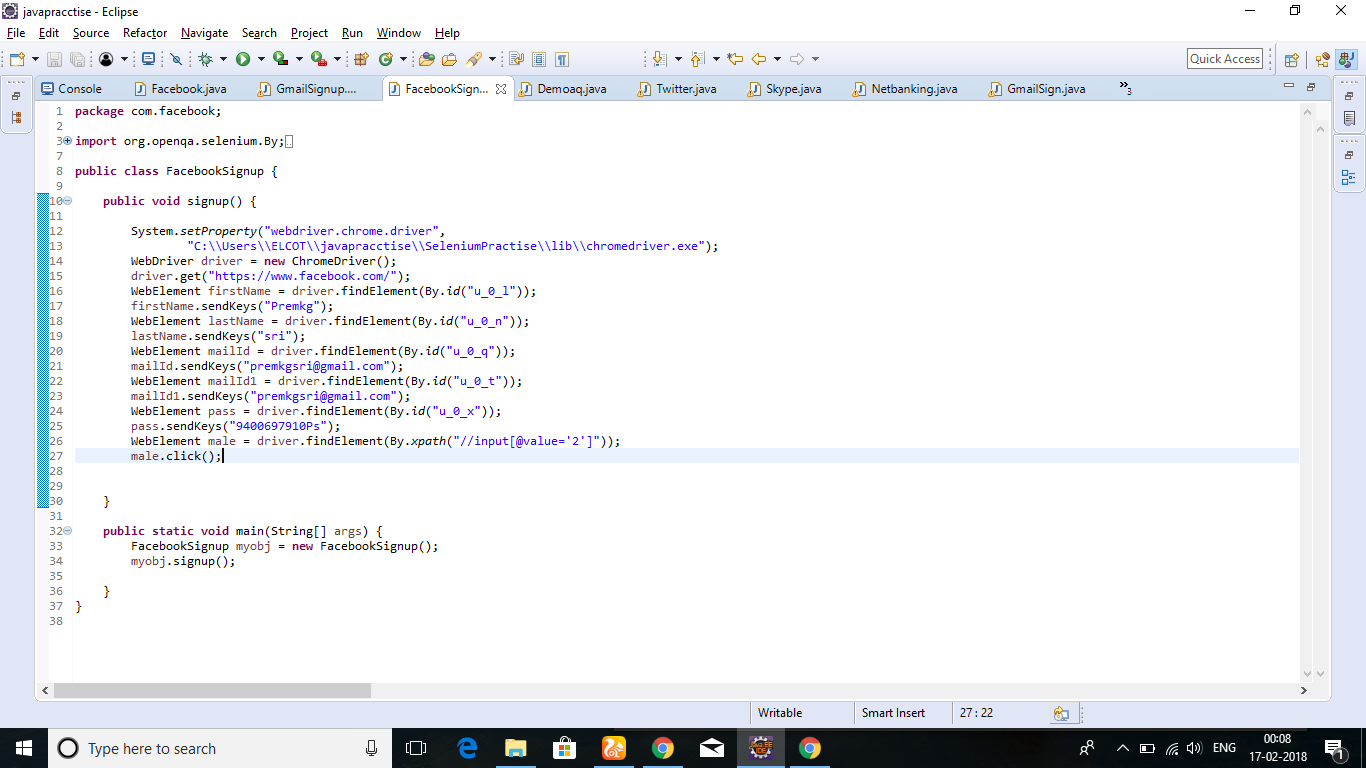 javapracctise - Eclipse
File Edit Source Refactor Navigate Search Project Run Window Help
Quick Access
Console Facebook.java GmailSignup.... FacebookSign... Demoaq.java Twitter.java Skype.java Netbanking.java GmailSign.java »3
1 package com.facebook;
2
3 import org.openqa.selenium.By;
7
8 public class FacebookSignup {
9
10 public void signup() {
11
12 System.setProperty("webdriver.chrome.driver",
13 "C:\\Users\\ELCOT\\javapracctise\\SeleniumPractise\\lib\\chromedriver.exe");
14 WebDriver driver = new ChromeDriver();
15 driver.get("https://www.facebook.com/");
16 WebElement firstName = driver.findElement(By.id("u_0_l"));
17 firstName.sendKeys("Premkg");
18 WebElement lastName = driver.findElement(By.id("u_0_n"));
19 lastName.sendKeys("sri");
20 WebElement mailId = driver.findElement(By.id("u_0_q"));
21 mailId.sendKeys("premkgsri@gmail.com");
22 WebElement mailId1 = driver.findElement(By.id("u_0_t"));
23 mailId1.sendKeys("premkgsri@gmail.com");
24 WebElement pass = driver.findElement(By.id("u_0_x"));
25 pass.sendKeys("9400697910Ps");
26 WebElement male = driver.findElement(By.xpath("//input[@value='2']"));
27 male.click();
28
29
30 }
31
32 public static void main(String[] args) {
33 FacebookSignup myobj = new FacebookSignup();
34 myobj.signup();
35
36 }
37 }
38
Writable Smart Insert 27 : 22
Type here to search
ENG 00:08
17-02-2018
1